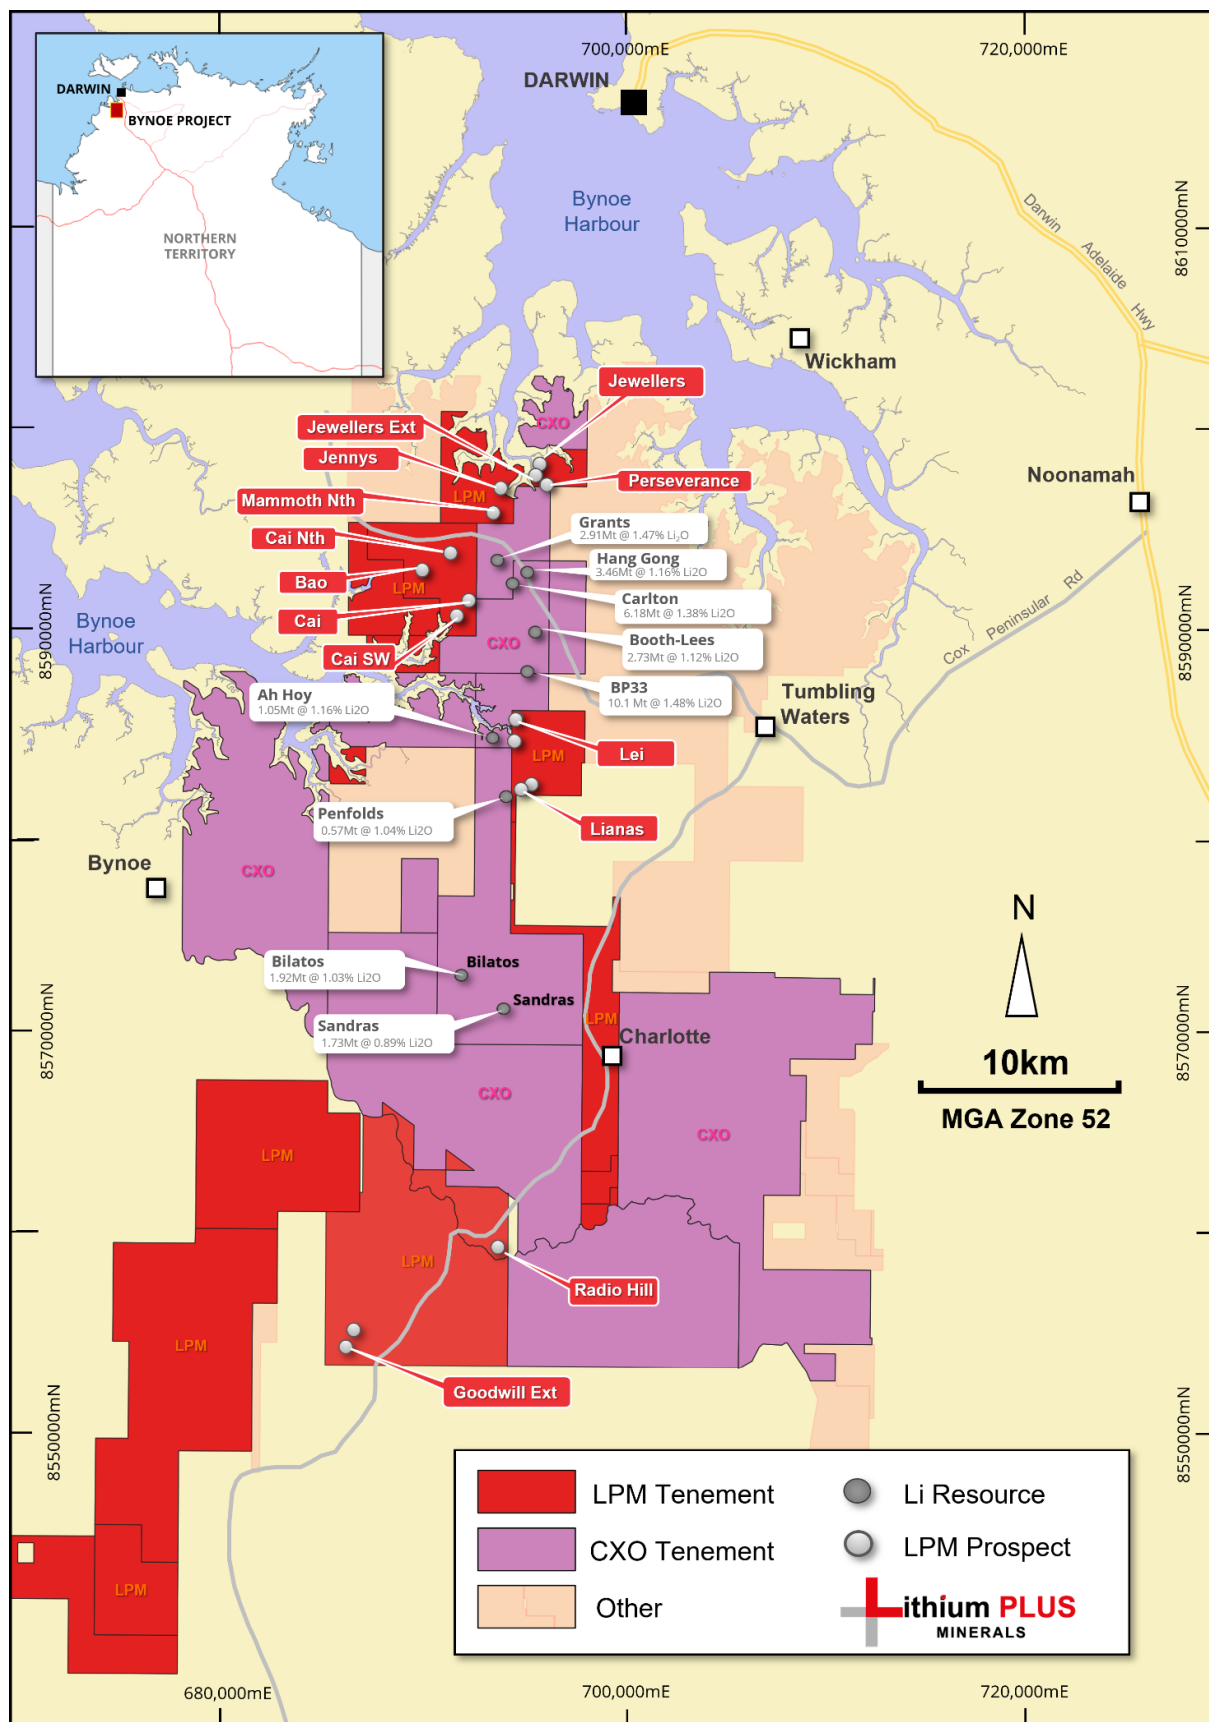 700,000mE
720,000mE
DARWIN
DARWIN
BYNOE PROJECT
NORTHERN
TERRITORY
Bynoe
Harbour
8610000mN
Darwin
Adelaide
Hwy
Wickham
Noonamah
Jewellers
CXO
Jewellers Ext
Jennys
LPM
Perseverance
Mammoth Nth
Grants
2.91Mt @ 1.47% Li₂O
Cai Nth
Hang Gong
3.46Mt @ 1.16% Li2O
Bao
LPM
Carlton
6.18Mt @ 1.38% Li2O
Cai
Bynoe
Harbour
8590000mN
8590000mN
Cox
Peninsular
Rd
CXO
Booth-Lees
2.73Mt @ 1.12% Li2O
Cai SW
BP33
10.1 Mt @ 1.48% Li2O
Ah Hoy
1.05Mt @ 1.16% Li2O
Tumbling
Waters
LPM
Lei
Penfolds
0.57Mt @ 1.04% Li2O
Lianas
Bynoe
CXO
N
Bilatos
1.92Mt @ 1.03% Li2O
Bilatos
Sandras
Sandras
1.73Mt @ 0.89% Li2O
LPM
Charlotte
8570000mN
8570000mN
10km
MGA Zone 52
CXO
CXO
LPM
LPM
Radio Hill
LPM
Goodwill Ext
8550000mN
8550000mN
LPM Tenement
Li Resource
CXO Tenement
LPM Prospect
LPM
Other
Lithium PLUS
MINERALS
680,000mE
700,000mE
720,000mE